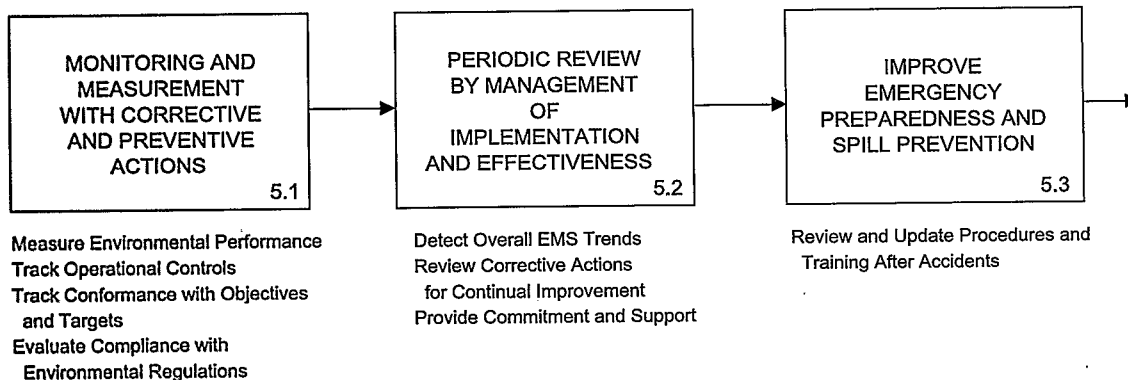 MONITORING AND
MEASUREMENT
WITH CORRECTIVE
AND PREVENTIVE
ACTIONS
5.1
Measure Environmental Performance
Track Operational Controls
Track Conformance with Objectives
and Targets
Evaluate Compliance with
Environmental Regulations
PERIODIC REVIEW
BY MANAGEMENT
OF
IMPLEMENTATION
AND EFFECTIVENESS
5.2
Detect Overall EMS Trends
Review Corrective Actions
for Continual Improvement
Provide Commitment and Support
IMPROVE
EMERGENCY
PREPAREDNESS AND
SPILL PREVENTION
5.3
Review and Update Procedures and
Training After Accidents